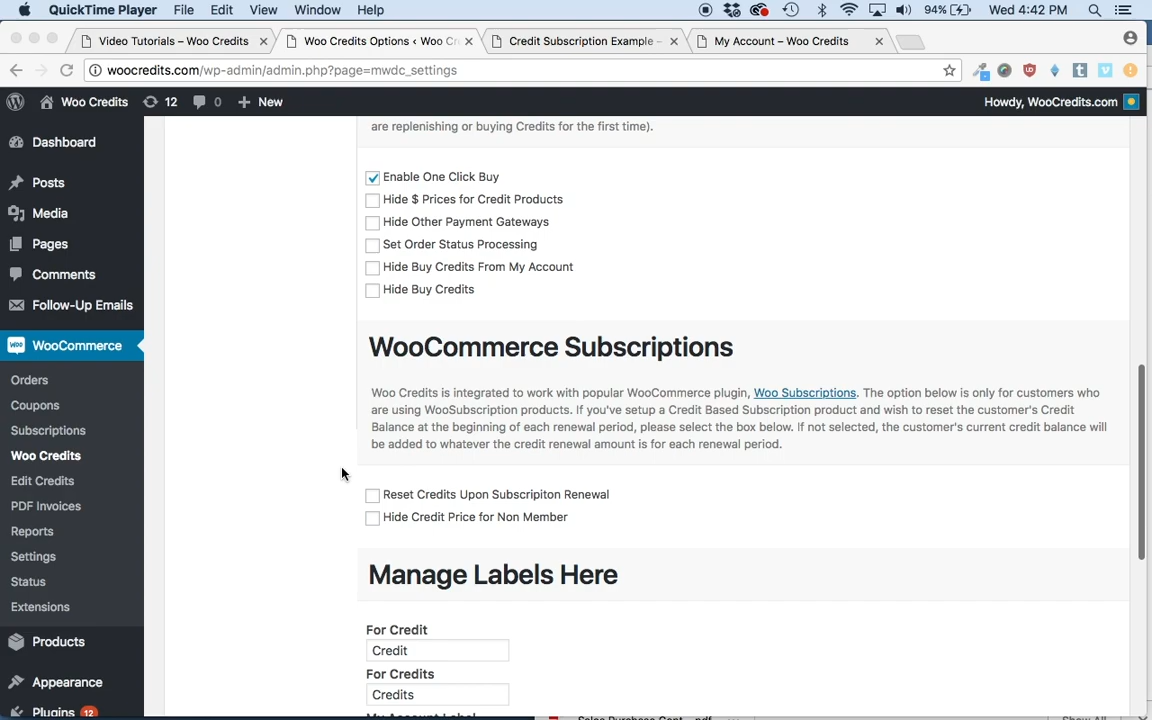 QuickTime Player File Edit View Window Help 94% Wed 4:42 PM
Video Tutorials – Woo Credits
Woo Credits Options ‹ Woo Cr
Credit Subscription Example –
My Account – Woo Credits
woocredits.com/wp-admin/admin.php?page=mwdc_settings
Woo Credits 12 0 + New Howdy, WooCredits.com
Dashboard
Posts
Media
Pages
Comments
Follow-Up Emails
WooCommerce
Orders
Coupons
Subscriptions
Woo Credits
Edit Credits
PDF Invoices
Reports
Settings
Status
Extensions
Products
Appearance
Plugins 12
are replenishing or buying Credits for the first time).
Enable One Click Buy
Hide $ Prices for Credit Products
Hide Other Payment Gateways
Set Order Status Processing
Hide Buy Credits From My Account
Hide Buy Credits
WooCommerce Subscriptions
Woo Credits is integrated to work with popular WooCommerce plugin, Woo Subscriptions. The option below is only for customers who
are using WooSubscription products. If you've setup a Credit Based Subscription product and wish to reset the customer's Credit
Balance at the beginning of each renewal period, please select the box below. If not selected, the customer's current credit balance will
be added to whatever the credit renewal amount is for each renewal period.
Reset Credits Upon Subscripiton Renewal
Hide Credit Price for Non Member
Manage Labels Here
For Credit
Credit
For Credits
Credits
My Account Label